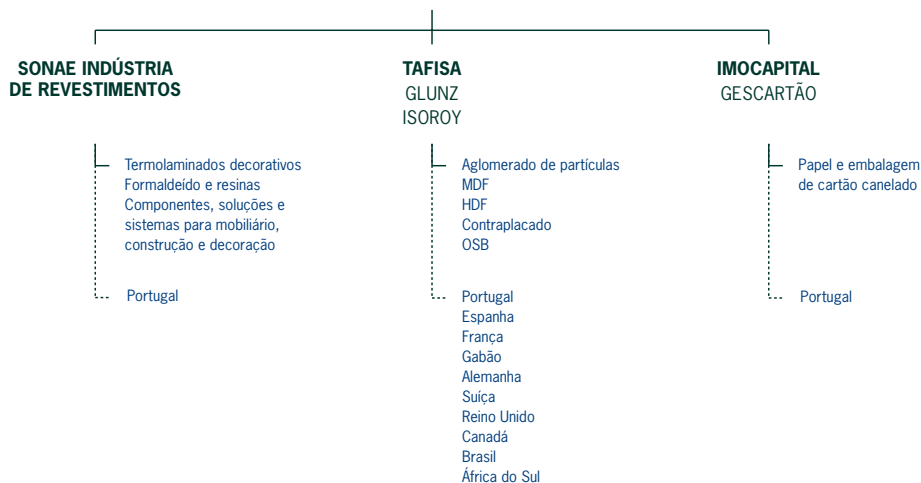 SONAE INDÚSTRIA
DE REVESTIMENTOS
Termolaminados decorativos
Formaldeído e resinas
Componentes, soluções e
sistemas para mobiliário,
construção e decoração
Portugal
TAFISA
GLUNZ
ISOROY
Aglomerado de partículas
MDF
HDF
Contraplacado
OSB
Portugal
Espanha
França
Gabão
Alemanha
Suíça
Reino Unido
Canadá
Brasil
África do Sul
IMOCAPITAL
GESCARTÃO
Papel e embalagem
de cartão canelado
Portugal